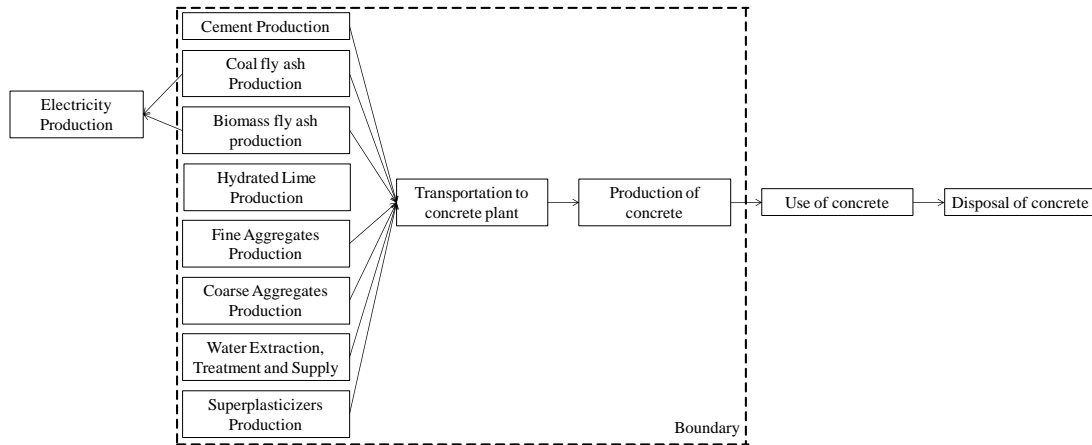 Cement Production
Coal fly ash
Production
Electricity
Production
Biomass fly ash
production
Hydrated Lime
Production
Transportation to
concrete plant
Production of
concrete
Use of concrete
Disposal of concrete
Fine Aggregates
Production
Coarse Aggregates
Production
Water Extraction,
Treatment and Supply
Superplasticizers
Production
Boundary